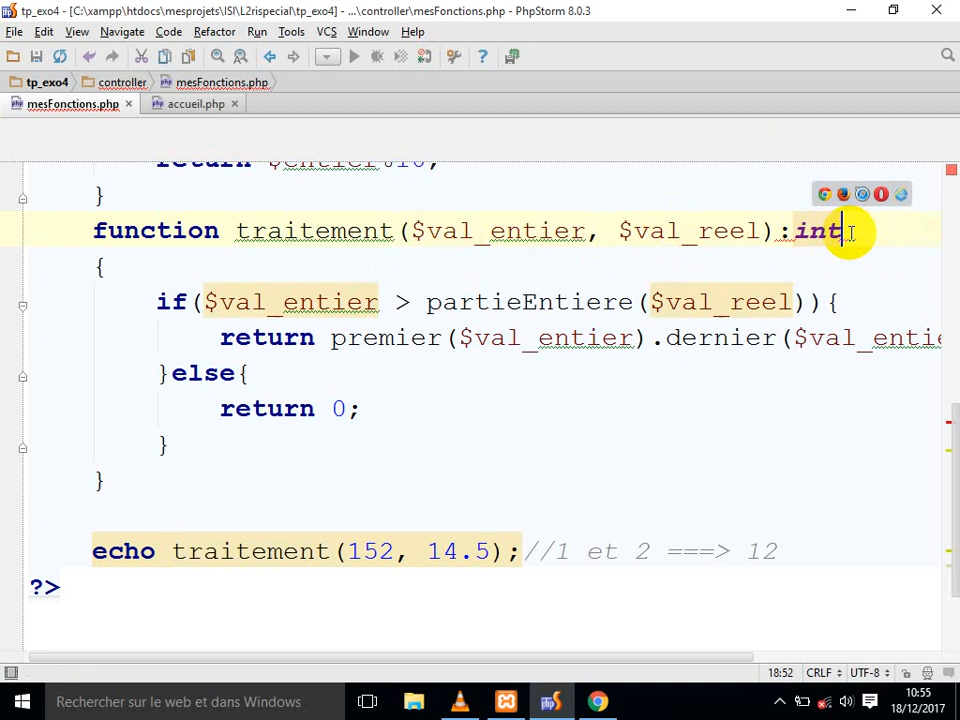 tp_exo4 - [C:\xampp\htdocs\mesprojets\ISI\L2rispecial\tp_exo4] - ...\controller\mesFonctions.php - PhpStorm 8.0.3
File Edit View Navigate Code Refactor Run Tools VCS Window Help
tp_exo4 controller mesFonctions.php
mesFonctions.php accueil.php
return $entier%10;
}
function traitement($val_entier, $val_reel):int
{
if($val_entier > partieEntiere($val_reel)){
return premier($val_entier).dernier($val_entie
}else{
return 0;
}
}
echo traitement(152, 14.5);//1 et 2 ===> 12
?>
18:52 CRLF UTF-8
Rechercher sur le web et dans Windows
10:55
18/12/2017